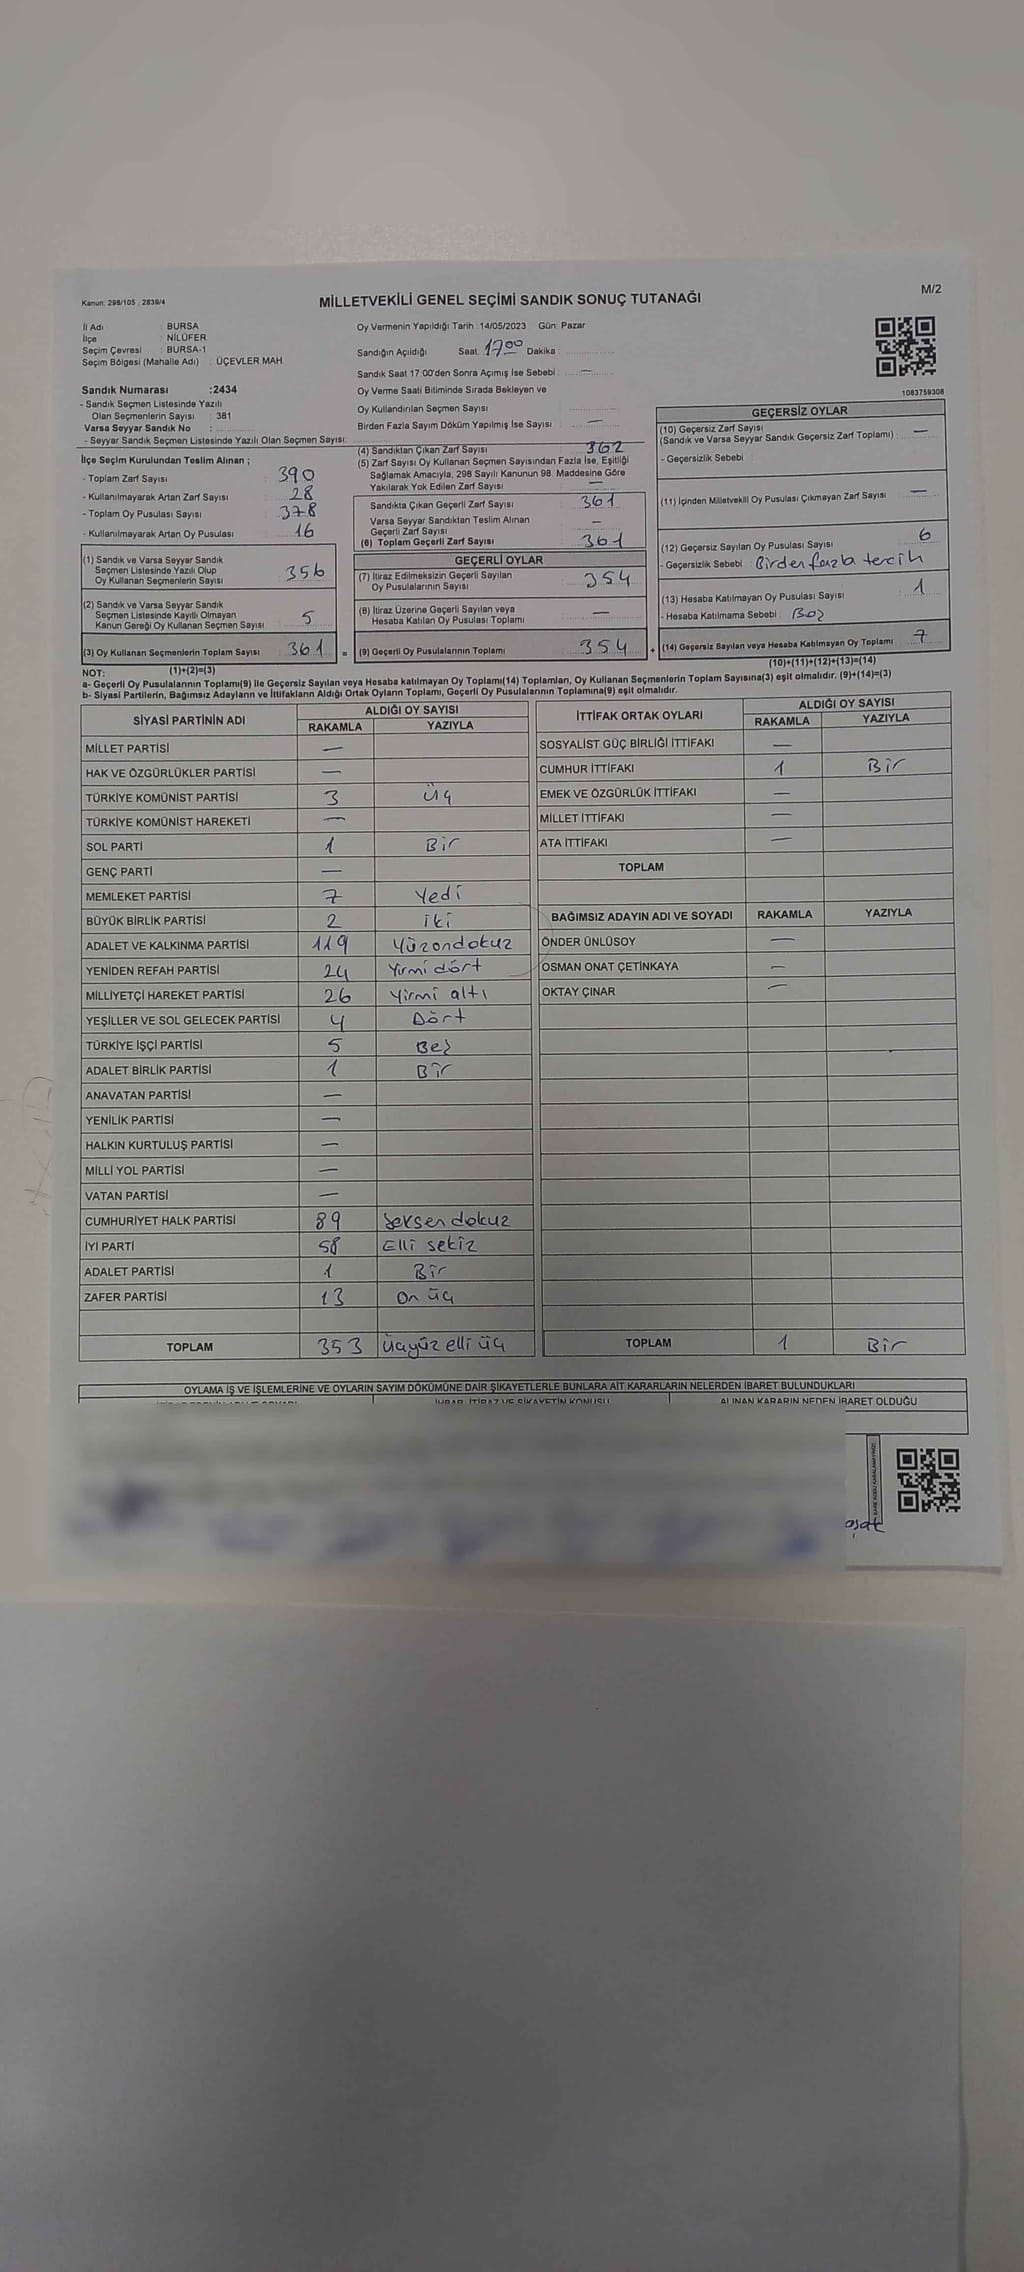 M/2
Kanun: 298/105 , 2839/4
MİLLETVEKİLİ GENEL SEÇİMİ SANDIK SONUÇ TUTANAĞI
İl Adı : BURSA
İlçe : NİLÜFER
Seçim Çevresi : BURSA-1
Seçim Bölgesi (Mahalle Adı) : ÜÇEVLER MAH.
Sandık Numarası :2434
- Sandık Seçmen Listesinde Yazılı
Olan Seçmenlerin Sayısı : 381
Varsa Seyyar Sandık No :
- Seyyar Sandık Seçmen Listesinde Yazılı Olan Seçmen Sayısı:
Oy Vermenin Yapıldığı Tarih :14/05/2023 Gün: Pazar
Sandığın Açıldığı Saat: 17 00 Dakika :
Sandık Saat 17:00'den Sonra Açımış İse Sebebi : —
Oy Verme Saati Bitiminde Sırada Bekleyen ve
Oy Kullandırılan Seçmen Sayısı
Birden Fazla Sayım Döküm Yapılmış İse Sayısı : —
1083759308
İlçe Seçim Kurulundan Teslim Alınan ;
- Toplam Zarf Sayısı : 390
- Kullanılmayarak Artan Zarf Sayısı : 28
- Toplam Oy Pusulası Sayısı : 378
- Kullanılmayarak Artan Oy Pusulası : 16
(1) Sandık ve Varsa Seyyar Sandık
Seçmen Listesinde Yazılı Olup
Oy Kullanan Seçmenlerin Sayısı : 356
(2) Sandık ve Varsa Seyyar Sandık
Seçmen Listesinde Kayıtlı Olmayan
Kanun Gereği Oy Kullanan Seçmen Sayısı : 5
(3) Oy Kullanan Seçmenlerin Toplam Sayısı : 361 =
(4) Sandıktan Çıkan Zarf Sayısı : 362
(5) Zarf Sayısı Oy Kullanan Seçmen Sayısından Fazla İse, Eşitliği
Sağlamak Amacıyla, 298 Sayılı Kanunun 98. Maddesine Göre
Yakılarak Yok Edilen Zarf Sayısı : —
Sandıkta Çıkan Geçerli Zarf Sayısı : 361
Varsa Seyyar Sandıktan Teslim Alınan
Geçerli Zarf Sayısı : —
(6) Toplam Geçerli Zarf Sayısı : 361
GEÇERLİ OYLAR
(7) İtiraz Edilmeksizin Geçerli Sayılan
Oy Pusulalarının Sayısı : 354
(8) İtiraz Üzerine Geçerli Sayılan veya
Hesaba Katılan Oy Pusulası Toplamı : —
(9) Geçerli Oy Pusulalarının Toplamı : 354 +
GEÇERSİZ OYLAR
(10) Geçersiz Zarf Sayısı
(Sandık ve Varsa Seyyar Sandık Geçersiz Zarf Toplamı) : —
- Geçersizlik Sebebi :
(11) İçinden Milletvekili Oy Pusulası Çıkmayan Zarf Sayısı : —
(12) Geçersiz Sayılan Oy Pusulası Sayısı : 6
- Geçersizlik Sebebi : Birden fazla tercih
(13) Hesaba Katılmayan Oy Pusulası Sayısı : 1
- Hesaba Katılmama Sebebi : Boş
(14) Geçersiz Sayılan veya Hesaba Katılmayan Oy Toplamı : 7
(10)+(11)+(12)+(13)=(14)
NOT: (1)+(2)=(3)
a- Geçerli Oy Pusulalarının Toplamı(9) ile Geçersiz Sayılan veya Hesaba katılmayan Oy Toplamı(14) Toplamları, Oy Kullanan Seçmenlerin Toplam Sayısına(3) eşit olmalıdır. (9)+(14)=(3)
b- Siyasi Partilerin, Bağımsız Adayların ve İttifakların Aldığı Ortak Oyların Toplamı, Geçerli Oy Pusulalarının Toplamına(9) eşit olmalıdır.
SİYASİ PARTİNİN ADI ALDIĞI OY SAYISI
RAKAMLA YAZIYLA
MİLLET PARTİSİ —
HAK VE ÖZGÜRLÜKLER PARTİSİ —
TÜRKİYE KOMÜNİST PARTİSİ 3 Üç
TÜRKİYE KOMÜNİST HAREKETİ —
SOL PARTİ 1 Bir
GENÇ PARTİ —
MEMLEKET PARTİSİ 7 Yedi
BÜYÜK BİRLİK PARTİSİ 2 iki
ADALET VE KALKINMA PARTİSİ 119 Yüzondokuz
YENİDEN REFAH PARTİSİ 24 Yirmi dört
MİLLİYETÇİ HAREKET PARTİSİ 26 Yirmi altı
YEŞİLLER VE SOL GELECEK PARTİSİ 4 Dört
TÜRKİYE İŞÇİ PARTİSİ 5 Beş
ADALET BİRLİK PARTİSİ 1 Bir
ANAVATAN PARTİSİ —
YENİLİK PARTİSİ —
HALKIN KURTULUŞ PARTİSİ —
MİLLİ YOL PARTİSİ —
VATAN PARTİSİ —
CUMHURİYET HALK PARTİSİ 89 Seksen dokuz
İYİ PARTİ 58 Elli sekiz
ADALET PARTİSİ 1 Bir
ZAFER PARTİSİ 13 On üç
TOPLAM 353 Üçyüz elli üç
İTTİFAK ORTAK OYLARI ALDIĞI OY SAYISI
RAKAMLA YAZIYLA
SOSYALİST GÜÇ BİRLİĞİ İTTİFAKI —
CUMHUR İTTİFAKI 1 Bir
EMEK VE ÖZGÜRLÜK İTTİFAKI —
MİLLET İTTİFAKI —
ATA İTTİFAKI —
TOPLAM
BAĞIMSIZ ADAYIN ADI VE SOYADI RAKAMLA YAZIYLA
ÖNDER ÜNLÜSOY —
OSMAN ONAT ÇETİNKAYA —
OKTAY ÇINAR —
TOPLAM 1 Bir
OYLAMA İŞ VE İŞLEMLERİNE VE OYLARIN SAYIM DÖKÜMÜNE DAİR ŞİKAYETLERLE BUNLARA AİT KARARLARIN NELERDEN İBARET BULUNDUKLARI
İHBAR, İTİRAZ VE ŞİKAYETİN KONUSU ALINAN KARARIN NEDEN İBARET OLDUĞU